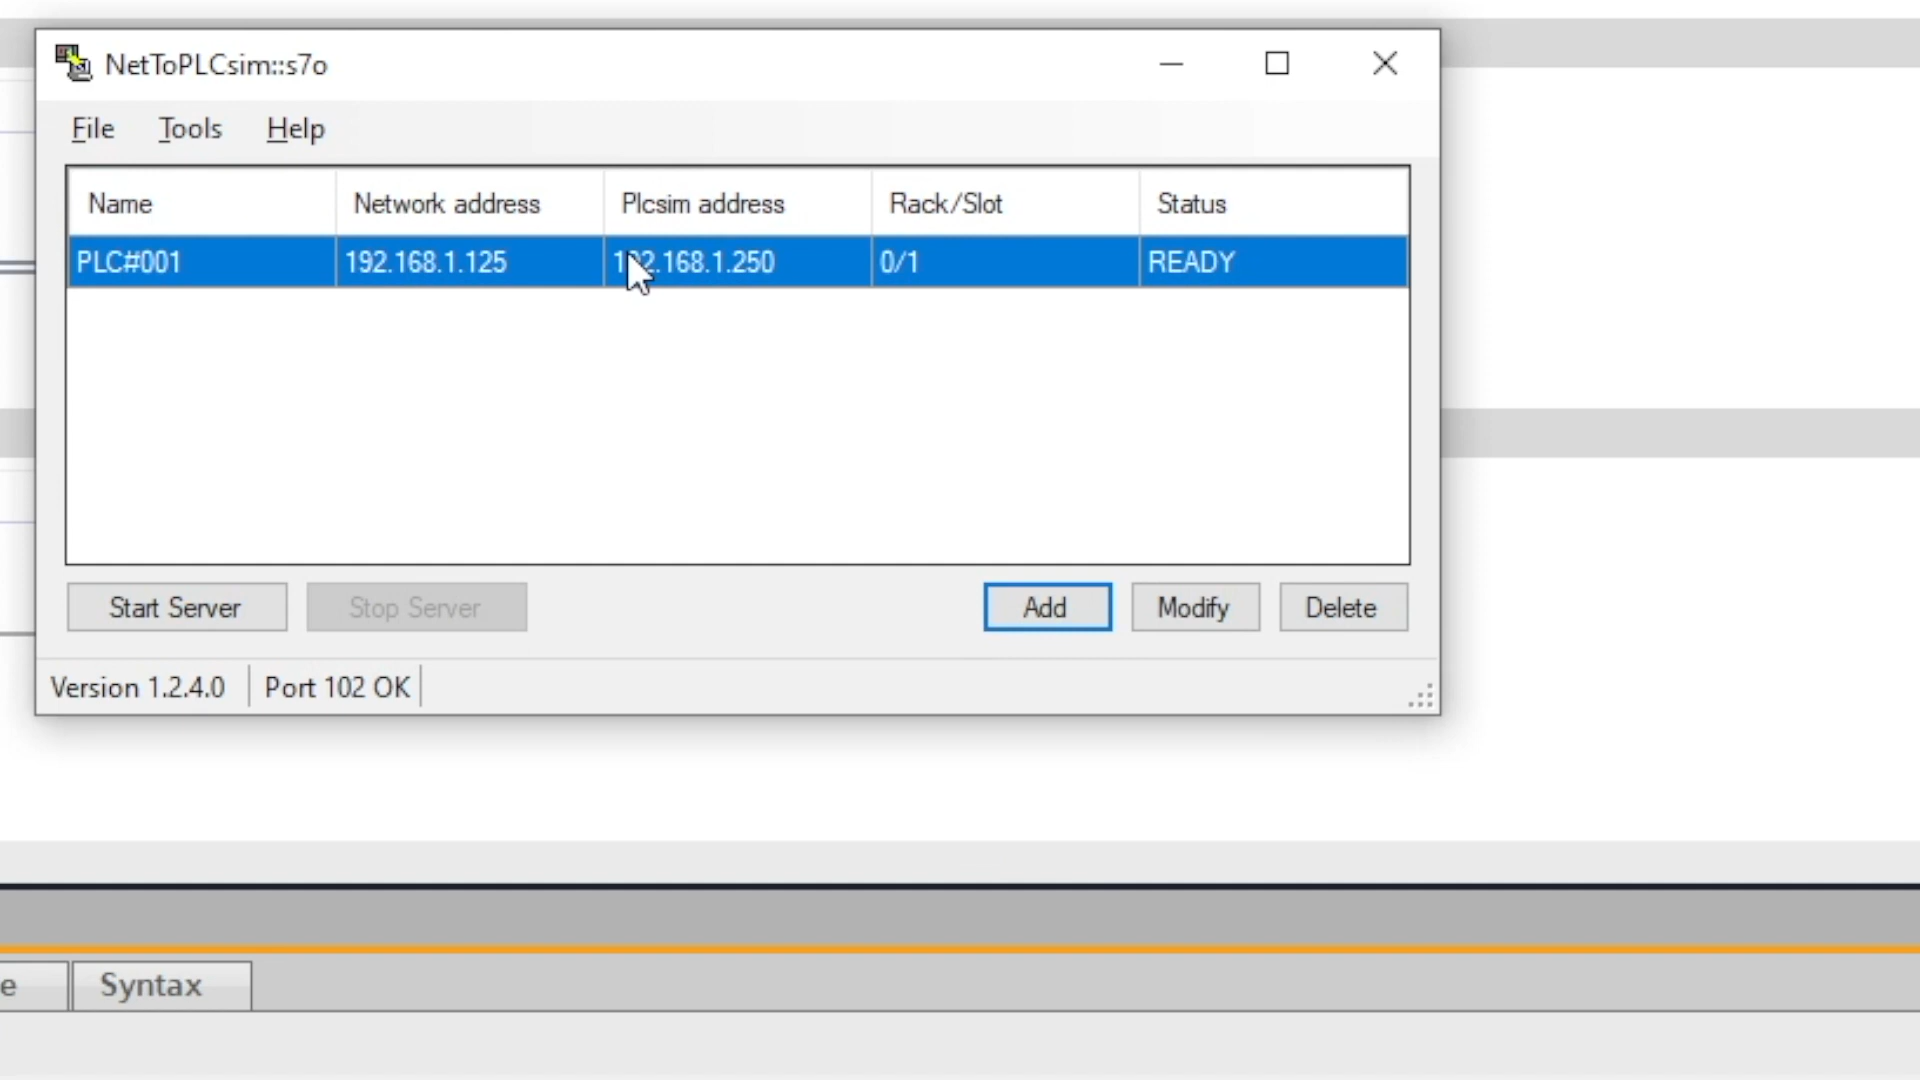 NetToPLCsim::s7o
File Tools Help
Name Network address Plcsim address Rack/Slot Status
PLC#001 192.168.1.125 192.168.1.250 0/1 READY
Start Server Stop Server Add Modify Delete
Version 1.2.4.0 Port 102 OK
e Syntax